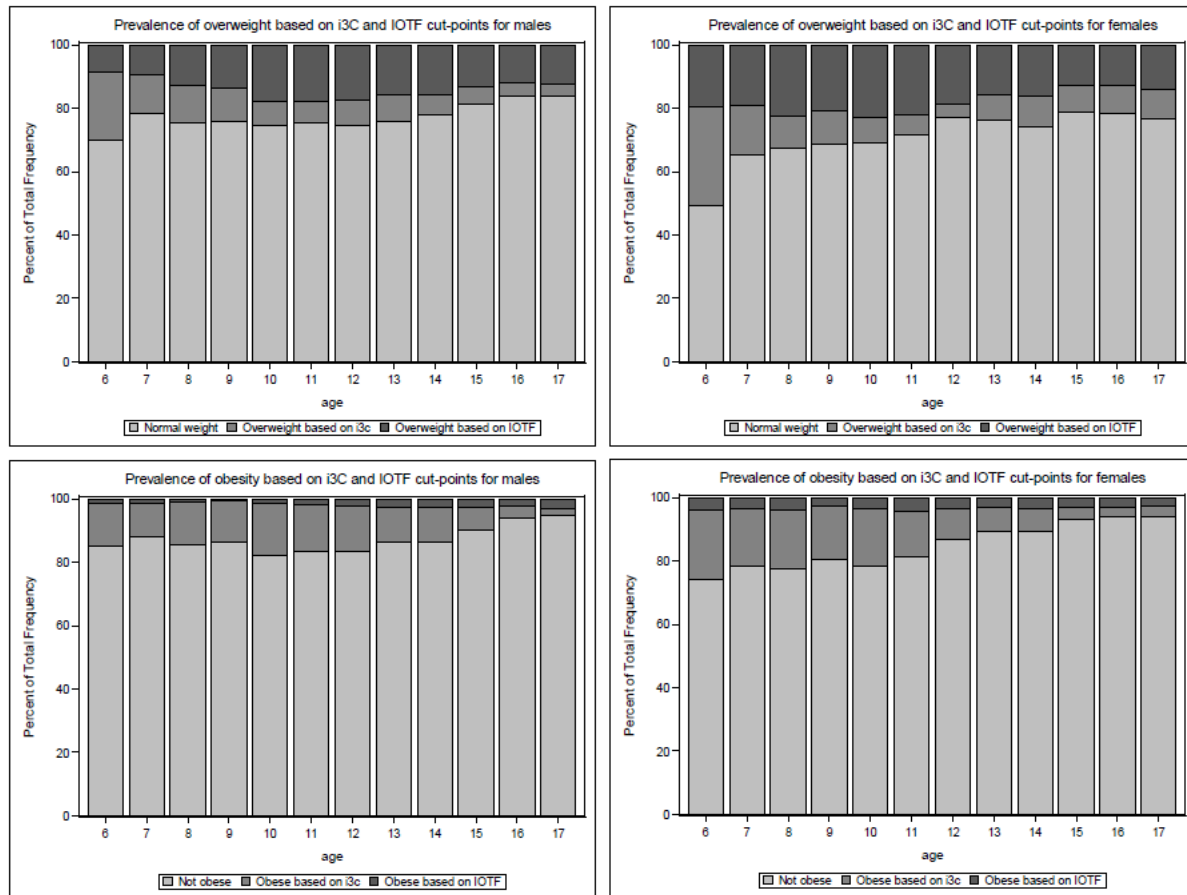 Prevalence of overweight based on i3C and IOTF cut-points for males
Percent of Total Frequency
100
80
60
40
20
0
6 7 8 9 10 11 12 13 14 15 16 17
age
Normal weight Overweight based on i3c Overweight based on IOTF
Prevalence of overweight based on i3C and IOTF cut-points for females
Percent of Total Frequency
100
80
60
40
20
0
6 7 8 9 10 11 12 13 14 15 16 17
age
Normal weight Overweight based on i3c Overweight based on IOTF
Prevalence of obesity based on i3C and IOTF cut-points for males
Percent of Total Frequency
100
80
60
40
20
0
6 7 8 9 10 11 12 13 14 15 16 17
age
Not obese Obese based on i3c Obese based on IOTF
Prevalence of obesity based on i3C and IOTF cut-points for females
Percent of Total Frequency
100
80
60
40
20
0
6 7 8 9 10 11 12 13 14 15 16 17
age
Not obese Obese based on i3c Obese based on IOTF